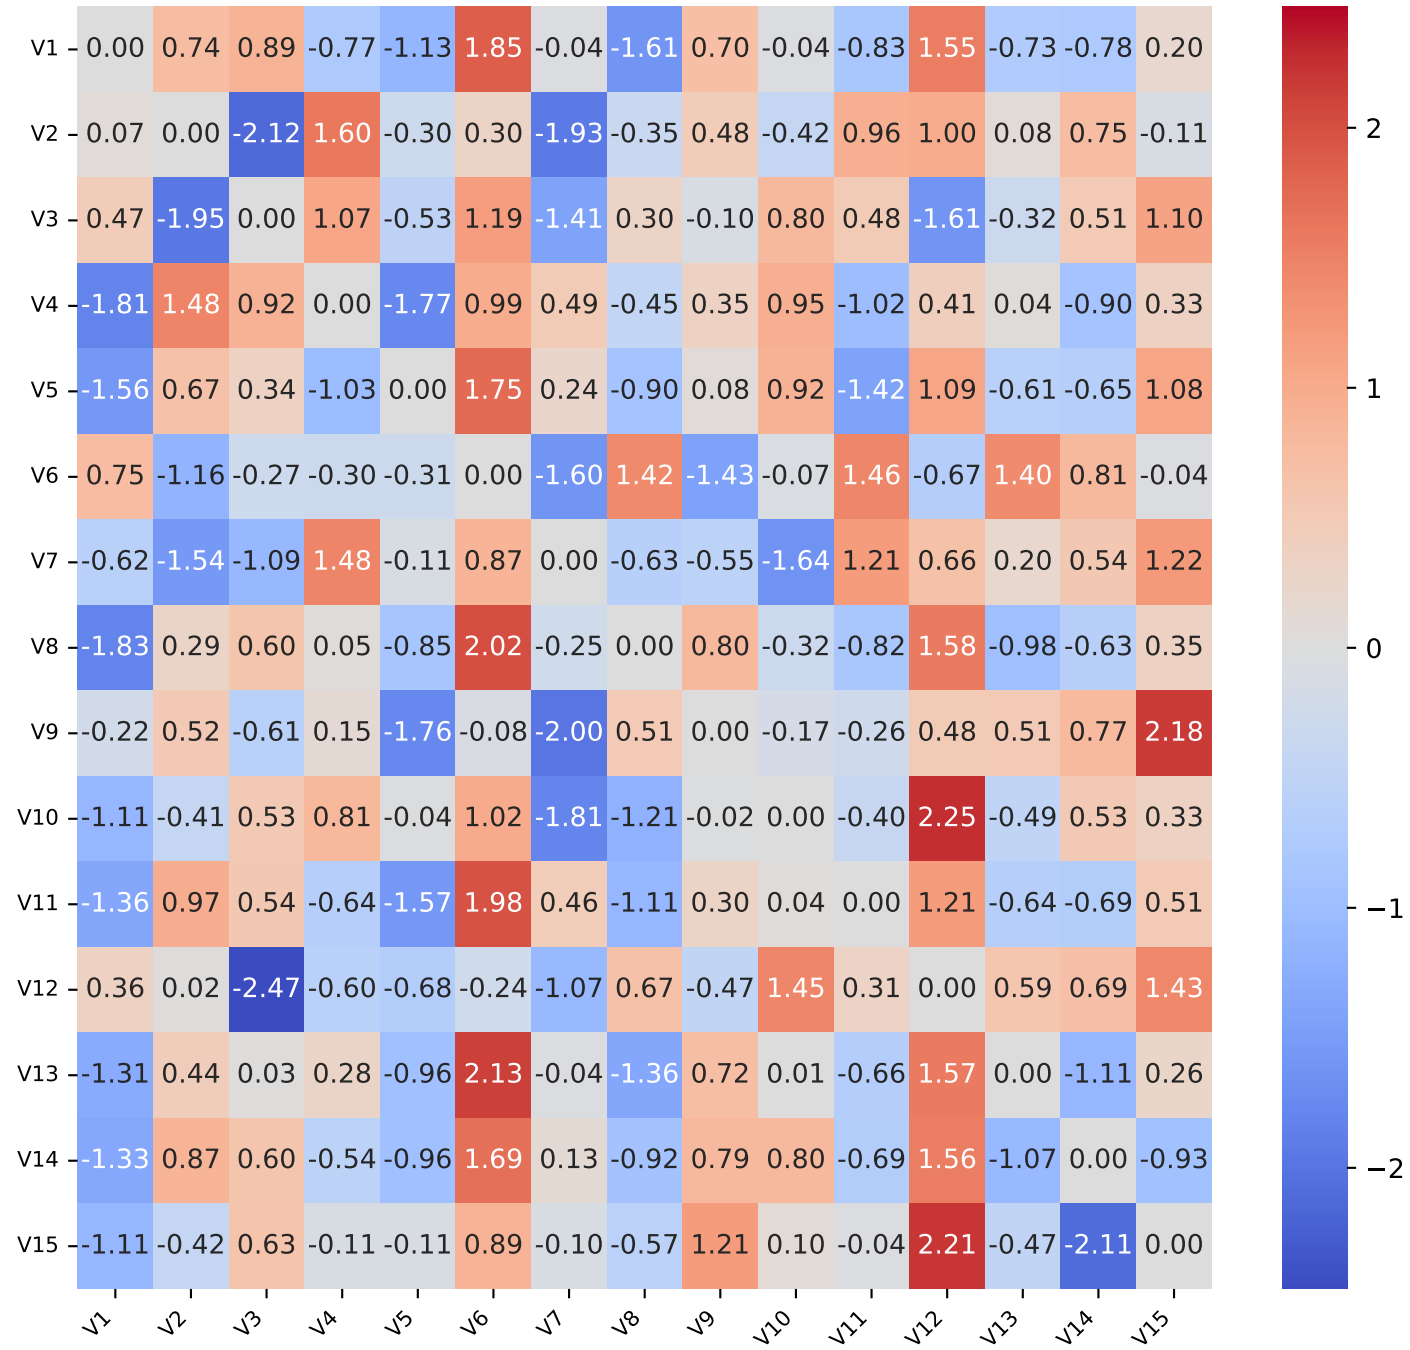 V1 0.00 0.74 0.89 -0.77 -1.13 1.85 -0.04 -1.61 0.70 -0.04 -0.83 1.55 -0.73 -0.78 0.20
V2 0.07 0.00 -2.12 1.60 -0.30 0.30 -1.93 -0.35 0.48 -0.42 0.96 1.00 0.08 0.75 -0.11
V3 0.47 -1.95 0.00 1.07 -0.53 1.19 -1.41 0.30 -0.10 0.80 0.48 -1.61 -0.32 0.51 1.10
V4 -1.81 1.48 0.92 0.00 -1.77 0.99 0.49 -0.45 0.35 0.95 -1.02 0.41 0.04 -0.90 0.33
V5 -1.56 0.67 0.34 -1.03 0.00 1.75 0.24 -0.90 0.08 0.92 -1.42 1.09 -0.61 -0.65 1.08
V6 0.75 -1.16 -0.27 -0.30 -0.31 0.00 -1.60 1.42 -1.43 -0.07 1.46 -0.67 1.40 0.81 -0.04
V7 -0.62 -1.54 -1.09 1.48 -0.11 0.87 0.00 -0.63 -0.55 -1.64 1.21 0.66 0.20 0.54 1.22
V8 -1.83 0.29 0.60 0.05 -0.85 2.02 -0.25 0.00 0.80 -0.32 -0.82 1.58 -0.98 -0.63 0.35
V9 -0.22 0.52 -0.61 0.15 -1.76 -0.08 -2.00 0.51 0.00 -0.17 -0.26 0.48 0.51 0.77 2.18
V10 -1.11 -0.41 0.53 0.81 -0.04 1.02 -1.81 -1.21 -0.02 0.00 -0.40 2.25 -0.49 0.53 0.33
V11 -1.36 0.97 0.54 -0.64 -1.57 1.98 0.46 -1.11 0.30 0.04 0.00 1.21 -0.64 -0.69 0.51
V12 0.36 0.02 -2.47 -0.60 -0.68 -0.24 -1.07 0.67 -0.47 1.45 0.31 0.00 0.59 0.69 1.43
V13 -1.31 0.44 0.03 0.28 -0.96 2.13 -0.04 -1.36 0.72 0.01 -0.66 1.57 0.00 -1.11 0.26
V14 -1.33 0.87 0.60 -0.54 -0.96 1.69 0.13 -0.92 0.79 0.80 -0.69 1.56 -1.07 0.00 -0.93
V15 -1.11 -0.42 0.63 -0.11 -0.11 0.89 -0.10 -0.57 1.21 0.10 -0.04 2.21 -0.47 -2.11 0.00
V1 V2 V3 V4 V5 V6 V7 V8 V9 V10 V11 V12 V13 V14 V15
2
1
0
−1
−2